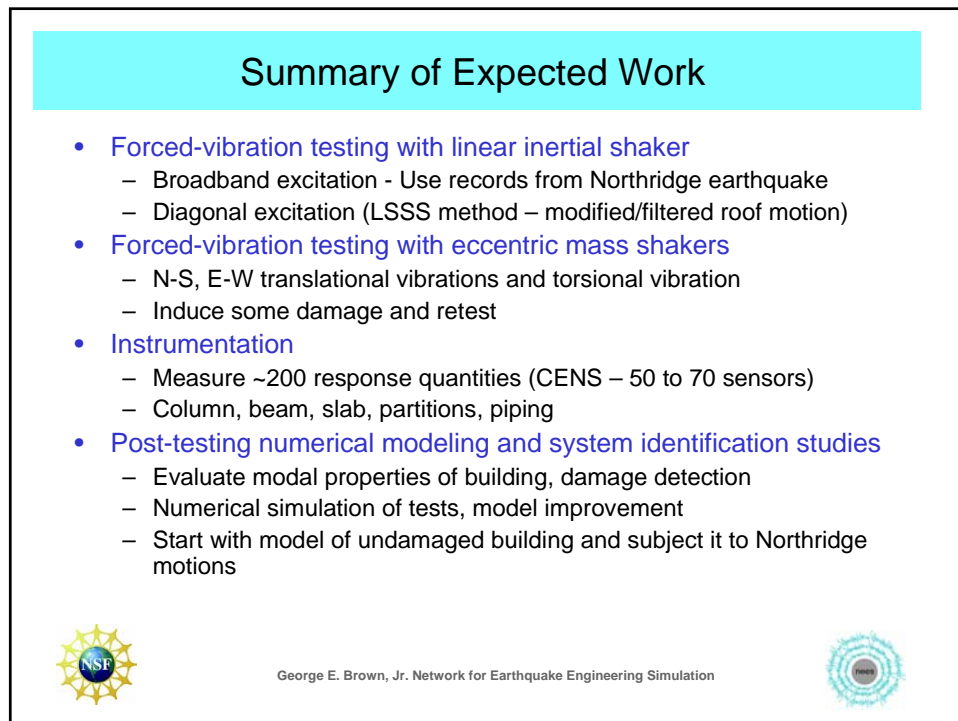 Summary of Expected Work
• Forced-vibration testing with linear inertial shaker
– Broadband excitation - Use records from Northridge earthquake
– Diagonal excitation (LSSS method – modified/filtered roof motion)
• Forced-vibration testing with eccentric mass shakers
– N-S, E-W translational vibrations and torsional vibration
– Induce some damage and retest
• Instrumentation
– Measure ~200 response quantities (CENS – 50 to 70 sensors)
– Column, beam, slab, partitions, piping
• Post-testing numerical modeling and system identification studies
– Evaluate modal properties of building, damage detection
– Numerical simulation of tests, model improvement
– Start with model of undamaged building and subject it to Northridge
motions
NSF
George E. Brown, Jr. Network for Earthquake Engineering Simulation
nees